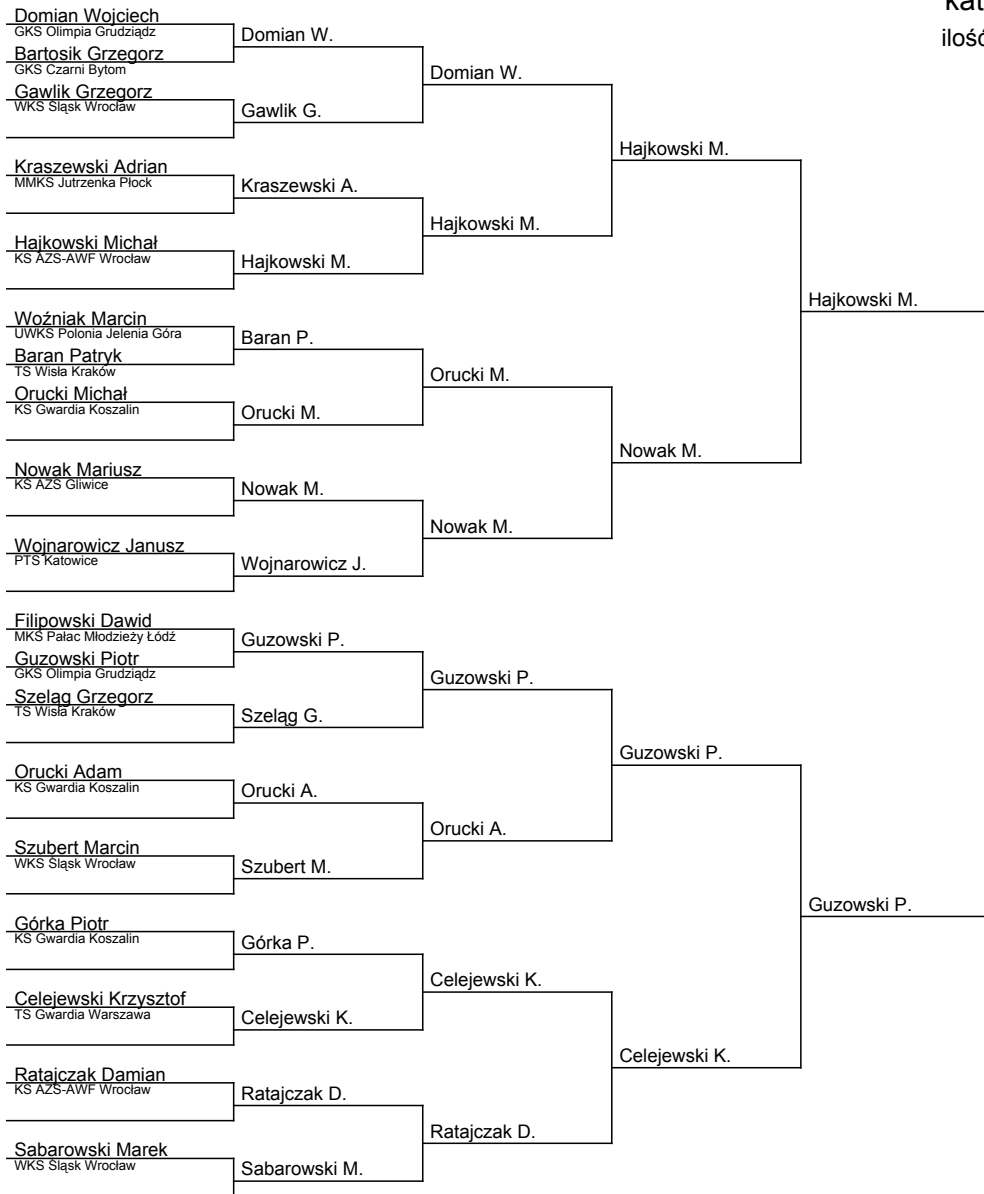 kat
ilość
Domian Wojciech
GKS Olimpia Grudziądz
Bartosik Grzegorz
GKS Czarni Bytom
Gawlik Grzegorz
WKS Śląsk Wrocław
Kraszewski Adrian
MMKS Jutrzenka Płock
Hajkowski Michał
KS AZS-AWF Wrocław
Woźniak Marcin
UWKS Polonia Jelenia Góra
Baran Patryk
TS Wisła Kraków
Orucki Michał
KS Gwardia Koszalin
Nowak Mariusz
KS AZS Gliwice
Wojnarowicz Janusz
PTS Katowice
Filipowski Dawid
MKS Pałac Młodzieży Łódź
Guzowski Piotr
GKS Olimpia Grudziądz
Szeląg Grzegorz
TS Wisła Kraków
Orucki Adam
KS Gwardia Koszalin
Szubert Marcin
WKS Śląsk Wrocław
Górka Piotr
KS Gwardia Koszalin
Celejewski Krzysztof
TS Gwardia Warszawa
Ratajczak Damian
KS AZS-AWF Wrocław
Sabarowski Marek
WKS Śląsk Wrocław
Domian W.
Gawlik G.
Kraszewski A.
Hajkowski M.
Baran P.
Orucki M.
Nowak M.
Wojnarowicz J.
Guzowski P.
Szeląg G.
Orucki A.
Szubert M.
Górka P.
Celejewski K.
Ratajczak D.
Sabarowski M.
Domian W.
Hajkowski M.
Orucki M.
Nowak M.
Guzowski P.
Orucki A.
Celejewski K.
Ratajczak D.
Hajkowski M.
Nowak M.
Guzowski P.
Celejewski K.
Hajkowski M.
Guzowski P.